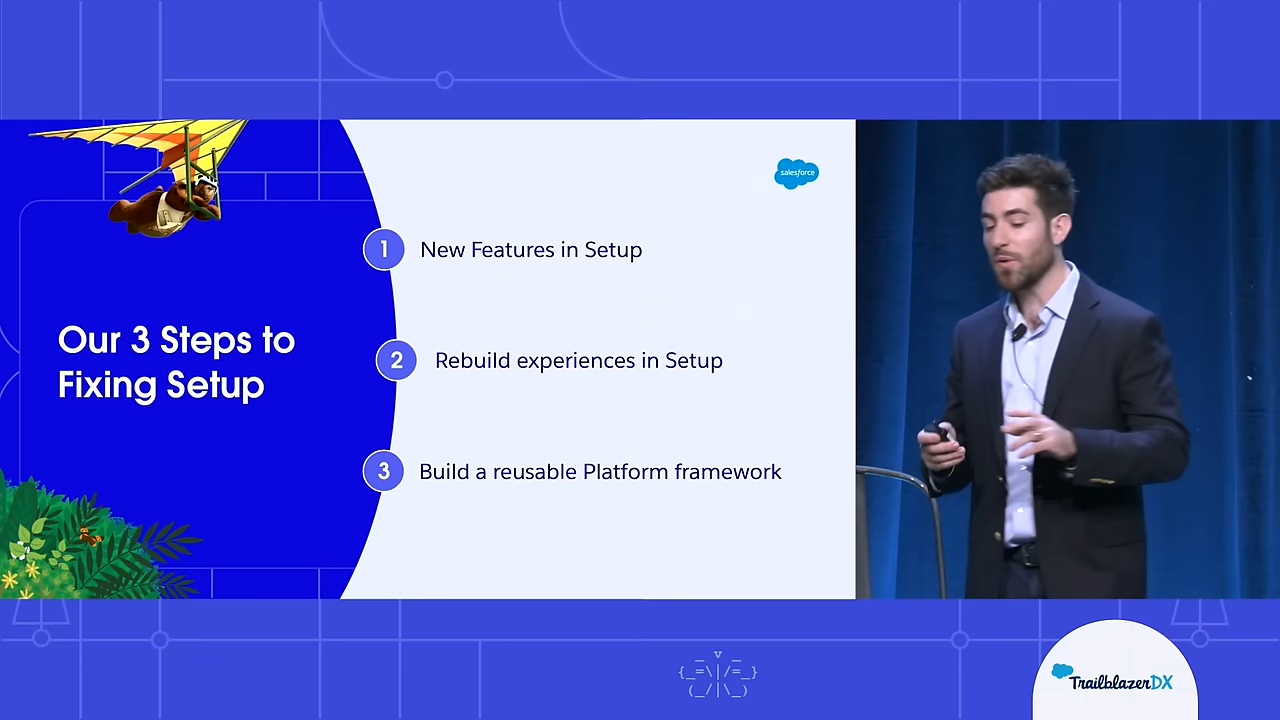 Our 3 Steps to
Fixing Setup
salesforce
1 New Features in Setup
2 Rebuild experiences in Setup
3 Build a reusable Platform framework
TrailblazerDX